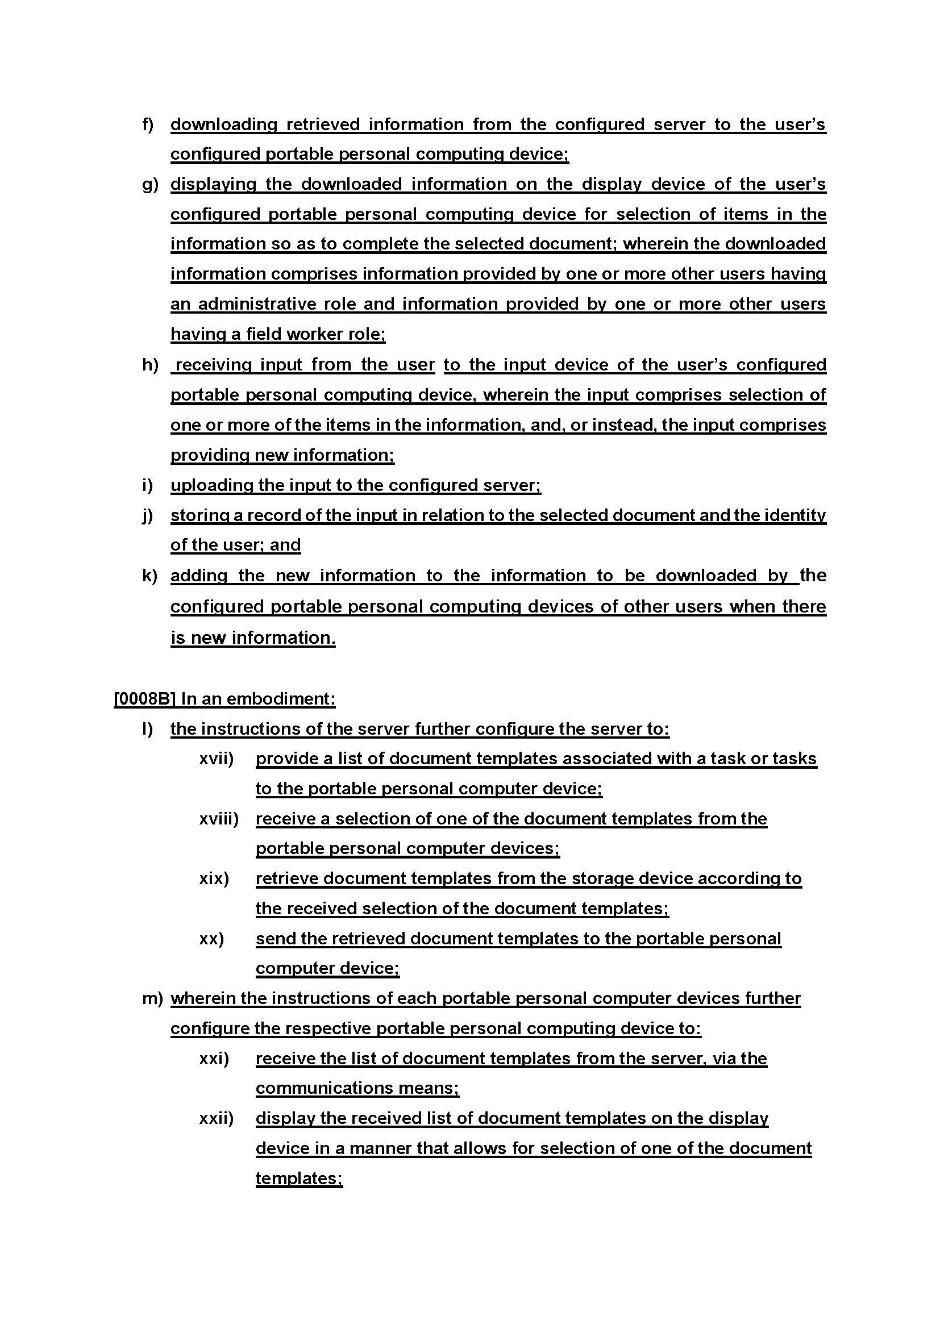 f) downloading retrieved information from the configured server to the user’s
configured portable personal computing device;
g) displaying the downloaded information on the display device of the user’s
configured portable personal computing device for selection of items in the
information so as to complete the selected document; wherein the downloaded
information comprises information provided by one or more other users having
an administrative role and information provided by one or more other users
having a field worker role;
h) receiving input from the user to the input device of the user’s configured
portable personal computing device, wherein the input comprises selection of
one or more of the items in the information, and, or instead, the input comprises
providing new information;
i) uploading the input to the configured server;
j) storing a record of the input in relation to the selected document and the identity
of the user; and
k) adding the new information to the information to be downloaded by the
configured portable personal computing devices of other users when there
is new information.
[0008B] In an embodiment:
l) the instructions of the server further configure the server to:
xvii) provide a list of document templates associated with a task or tasks
to the portable personal computer device;
xviii) receive a selection of one of the document templates from the
portable personal computer devices;
xix) retrieve document templates from the storage device according to
the received selection of the document templates;
xx) send the retrieved document templates to the portable personal
computer device;
m) wherein the instructions of each portable personal computer devices further
configure the respective portable personal computing device to:
xxi) receive the list of document templates from the server, via the
communications means;
xxii) display the received list of document templates on the display
device in a manner that allows for selection of one of the document
templates;